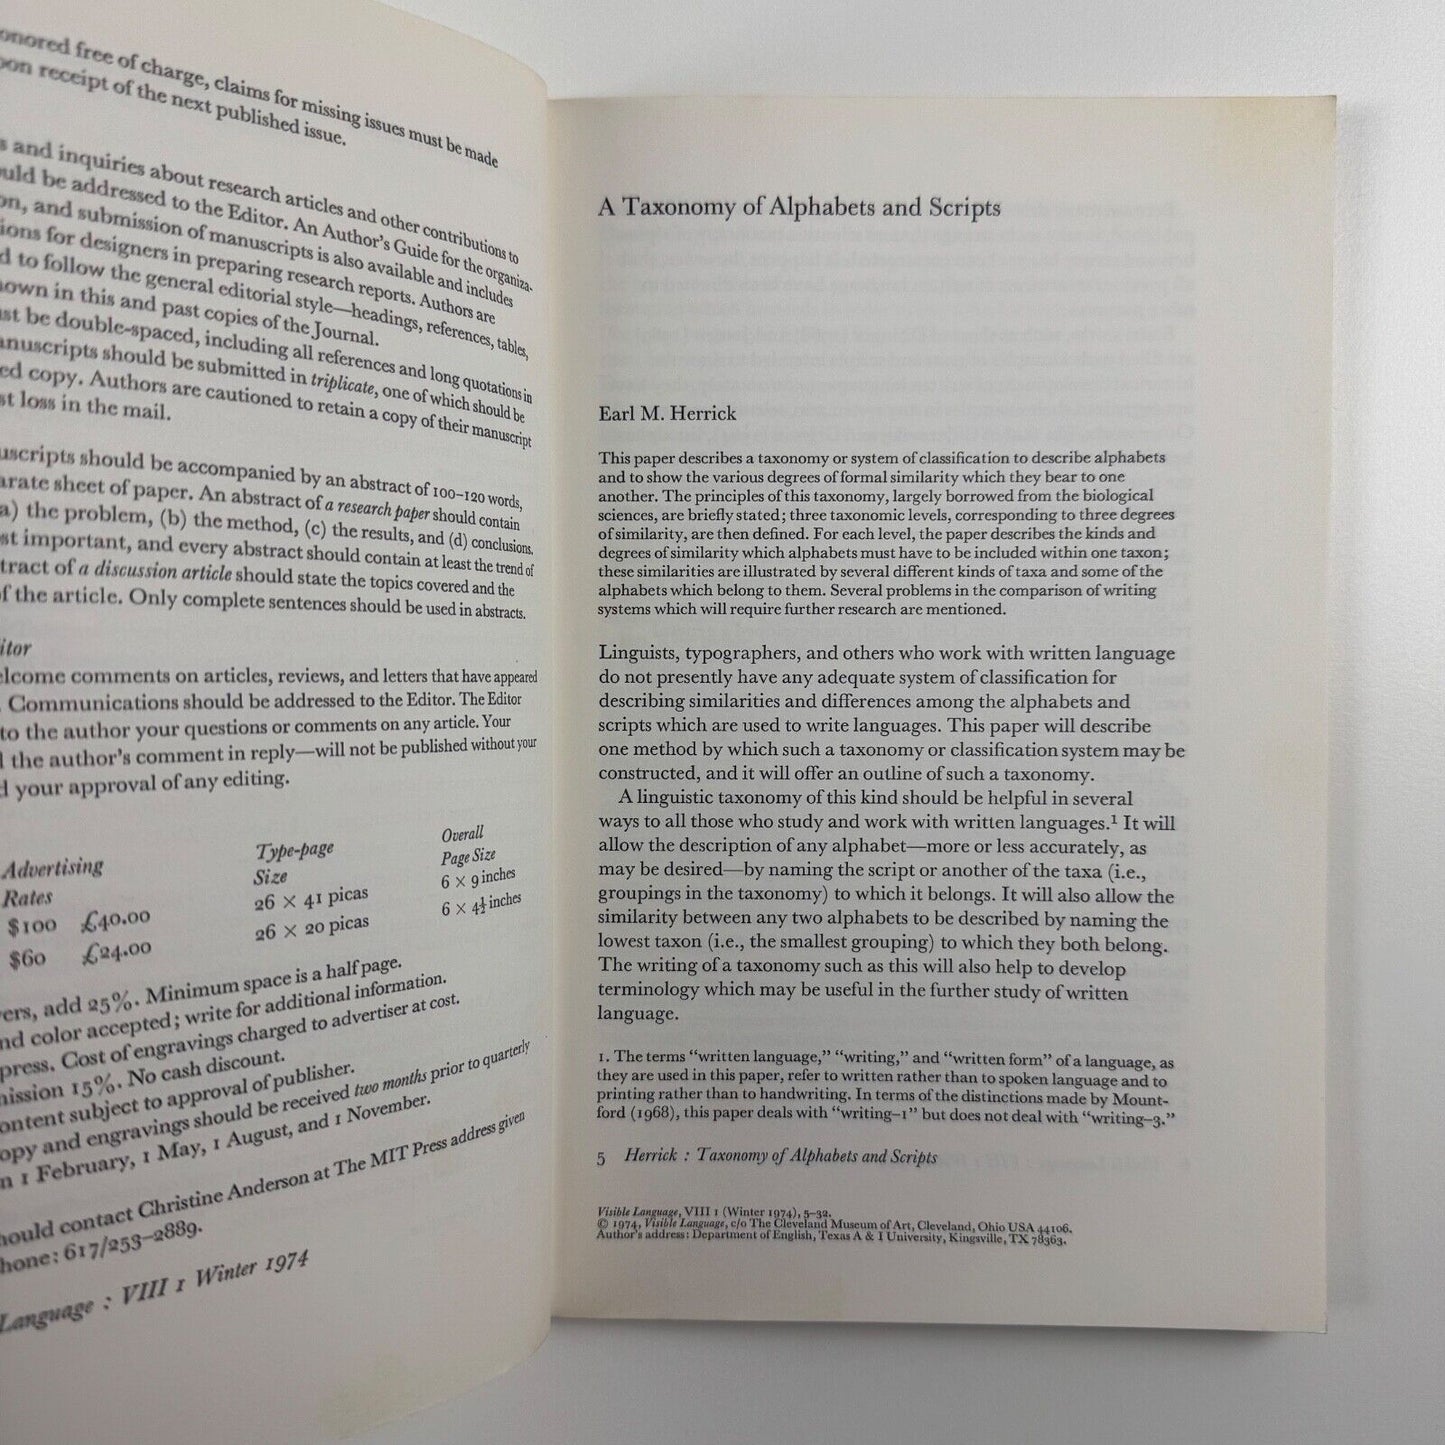 onored free of charge, claims for missing issues must be made
upon receipt of the next published issue.
and inquiries about research articles and other contributions to
should be addressed to the Editor. An Author's Guide for the organiza-
and submission of manuscripts is also available and includes
for designers in preparing research reports. Authors are
to follow the general editorial style—headings, references, tables,
shown in this and past copies of the Journal.
be double-spaced, including all references and long quotations in
anuscripts should be submitted in triplicate, one of which should be
copy. Authors are cautioned to retain a copy of their manuscript
loss in the mail.
uscripts should be accompanied by an abstract of 100–120 words,
arate sheet of paper. An abstract of a research paper should contain
a) the problem, (b) the method, (c) the results, and (d) conclusions.
st important, and every abstract should contain at least the trend of
tract of a discussion article should state the topics covered and the
of the article. Only complete sentences should be used in abstracts.
itor
elcome comments on articles, reviews, and letters that have appeared
. Communications should be addressed to the Editor. The Editor
to the author your questions or comments on any article. Your
the author's comment in reply—will not be published without your
d your approval of any editing.
Advertising Type-page Overall
Rates Size Page Size
$100 £40.00 26 × 41 picas 6 × 9 inches
$60 £24.00 26 × 20 picas 6 × 4½ inches
ers, add 25%. Minimum space is a half page.
nd color accepted; write for additional information.
press. Cost of engravings charged to advertiser at cost.
mission 15%. No cash discount.
ontent subject to approval of publisher.
opy and engravings should be received two months prior to quarterly
n 1 February, 1 May, 1 August, and 1 November.
hould contact Christine Anderson at The MIT Press address given
hone: 617/253–2889.
Language : VIII 1 Winter 1974
A Taxonomy of Alphabets and Scripts
Earl M. Herrick
This paper describes a taxonomy or system of classification to describe alphabets
and to show the various degrees of formal similarity which they bear to one
another. The principles of this taxonomy, largely borrowed from the biological
sciences, are briefly stated; three taxonomic levels, corresponding to three degrees
of similarity, are then defined. For each level, the paper describes the kinds and
degrees of similarity which alphabets must have to be included within one taxon;
these similarities are illustrated by several different kinds of taxa and some of the
alphabets which belong to them. Several problems in the comparison of writing
systems which will require further research are mentioned.
Linguists, typographers, and others who work with written language
do not presently have any adequate system of classification for
describing similarities and differences among the alphabets and
scripts which are used to write languages. This paper will describe
one method by which such a taxonomy or classification system may be
constructed, and it will offer an outline of such a taxonomy.
A linguistic taxonomy of this kind should be helpful in several
ways to all those who study and work with written languages.¹ It will
allow the description of any alphabet—more or less accurately, as
may be desired—by naming the script or another of the taxa (i.e.,
groupings in the taxonomy) to which it belongs. It will also allow the
similarity between any two alphabets to be described by naming the
lowest taxon (i.e., the smallest grouping) to which they both belong.
The writing of a taxonomy such as this will also help to develop
terminology which may be useful in the further study of written
language.
1. The terms “written language,” “writing,” and “written form” of a language, as
they are used in this paper, refer to written rather than to spoken language and to
printing rather than to handwriting. In terms of the distinctions made by Mount-
ford (1968), this paper deals with “writing–1” but does not deal with “writing–3.”
5 Herrick : Taxonomy of Alphabets and Scripts
Visible Language, VIII 1 (Winter 1974), 5–32.
© 1974, Visible Language, c/o The Cleveland Museum of Art, Cleveland, Ohio USA 44106.
Author's address: Department of English, Texas A & I University, Kingsville, TX 78363.